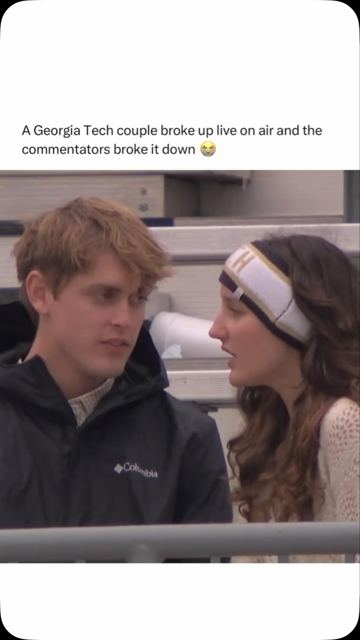 A Georgia Tech couple broke up live on air and the
commentators broke it down 😭
H
Columbia